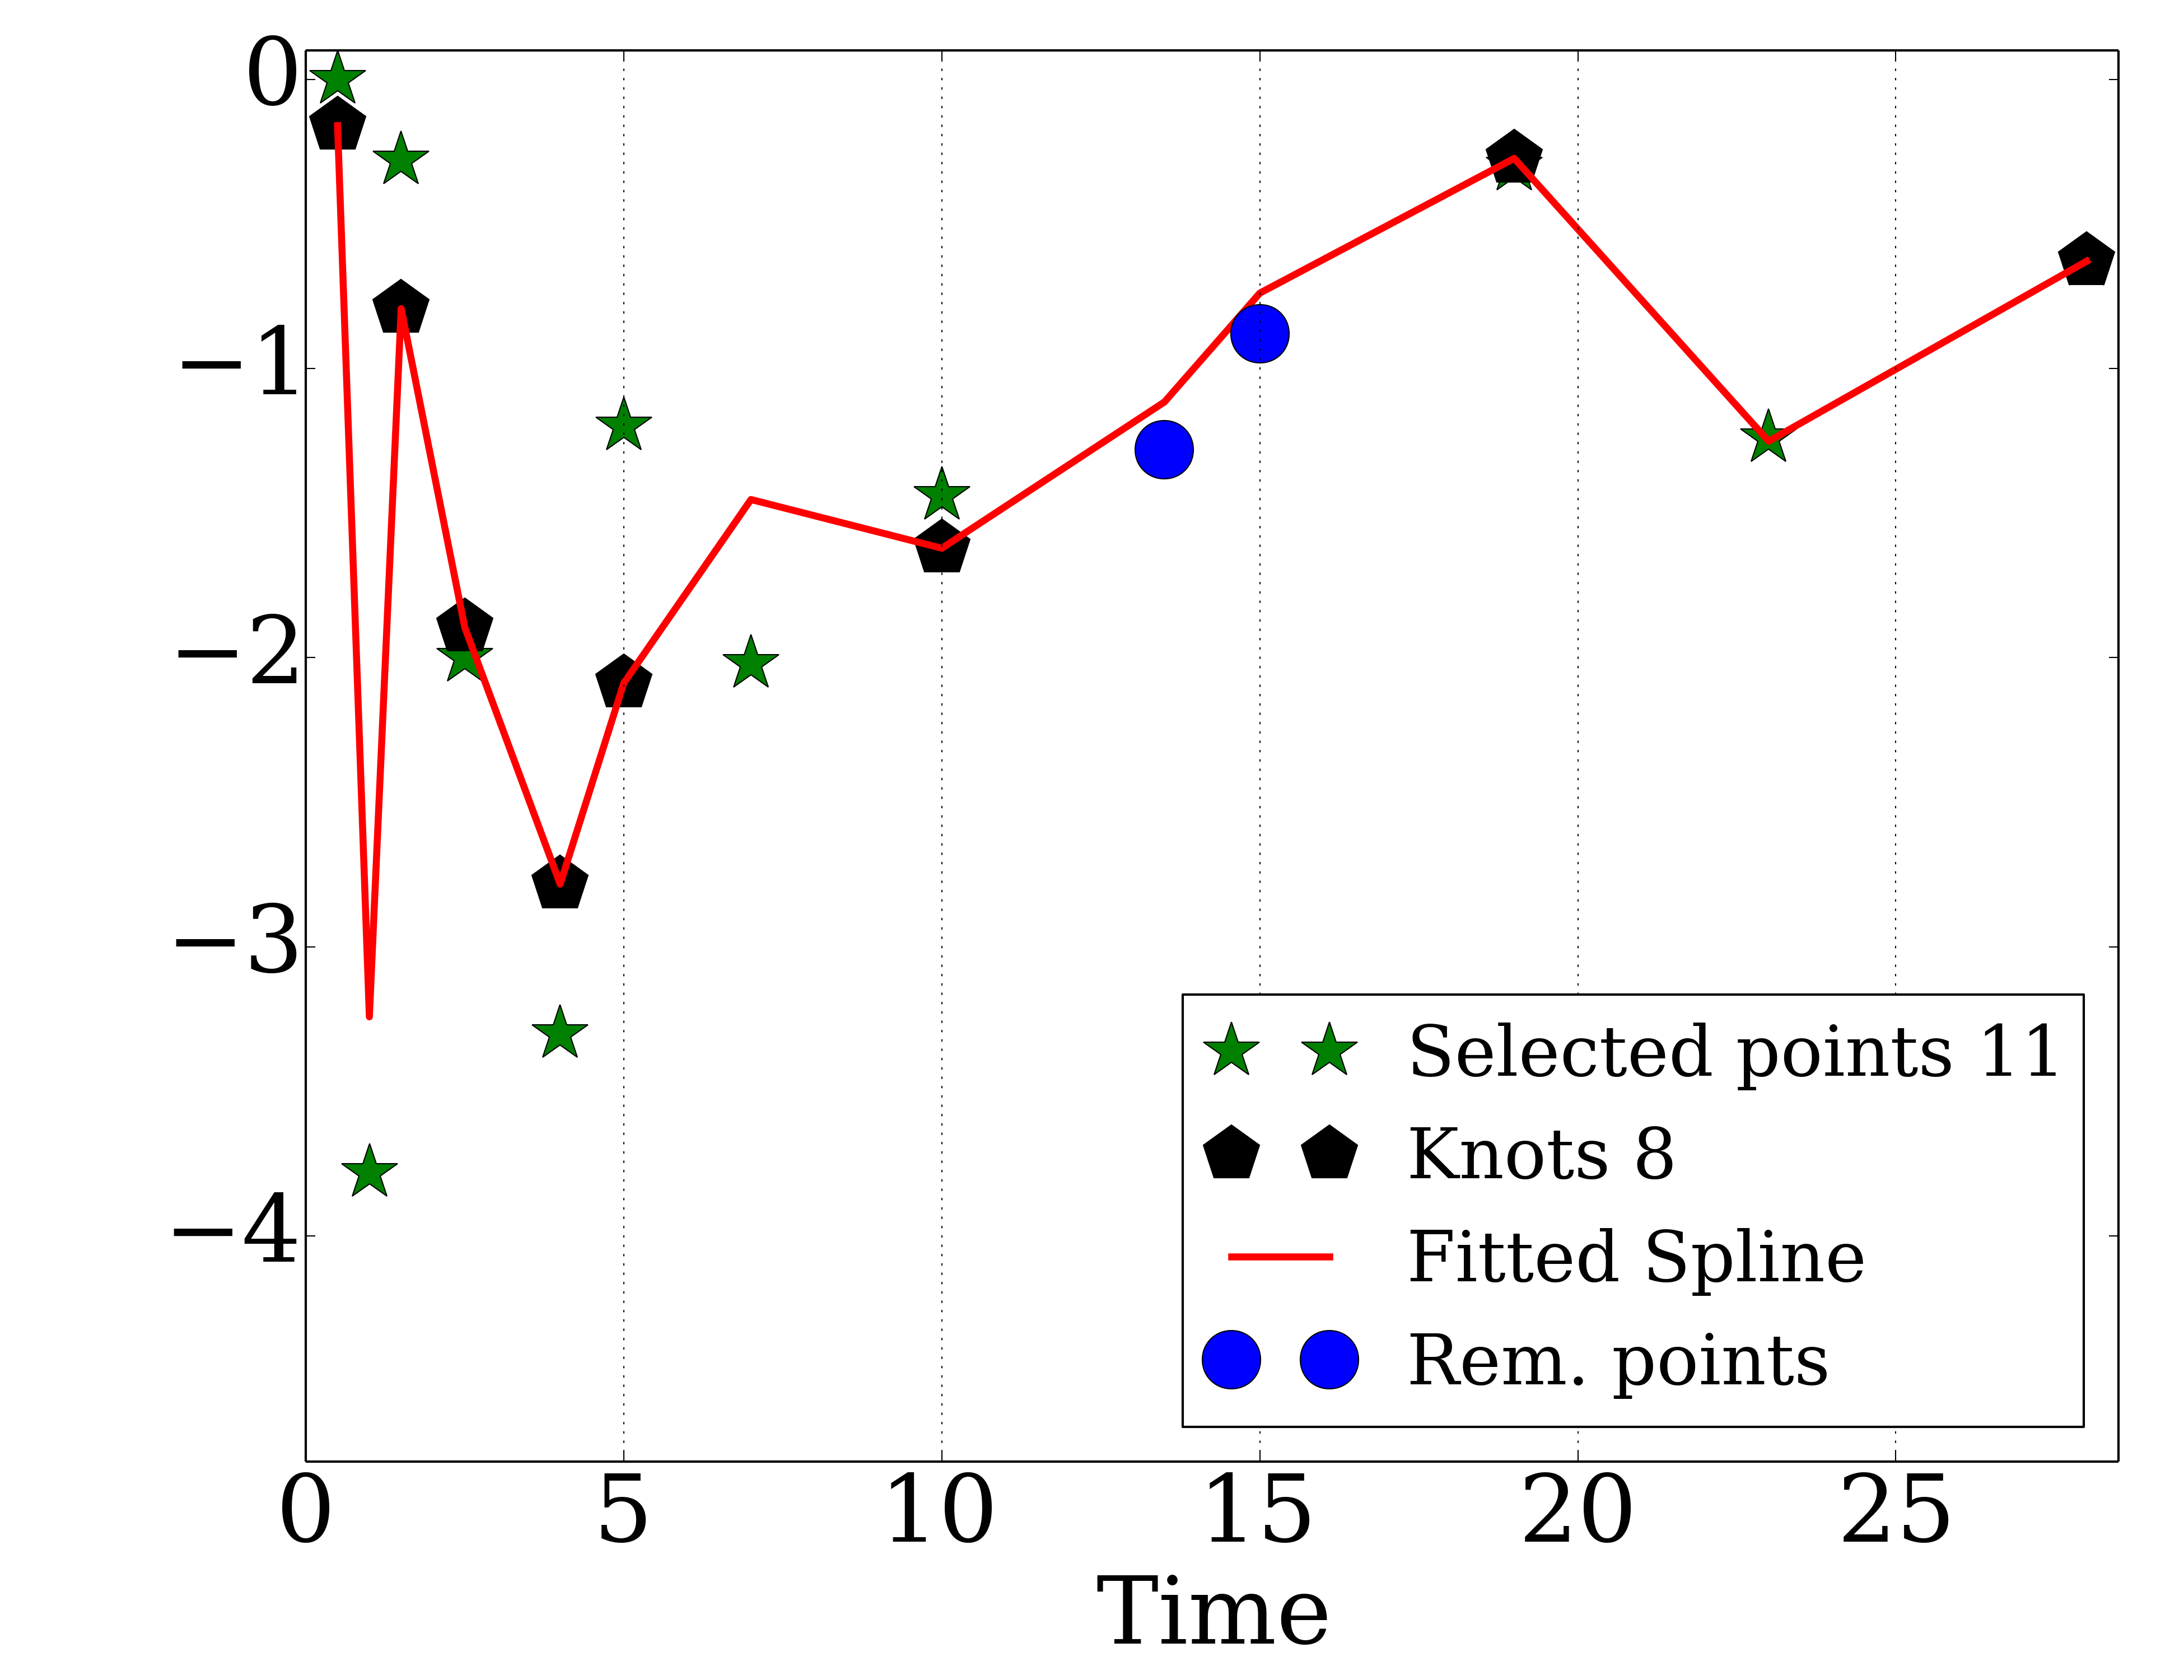 0
−1
−2
−3
−4
Selected points 11
Knots 8
Fitted Spline
Rem. points
0 5 10 15 20 25
Time